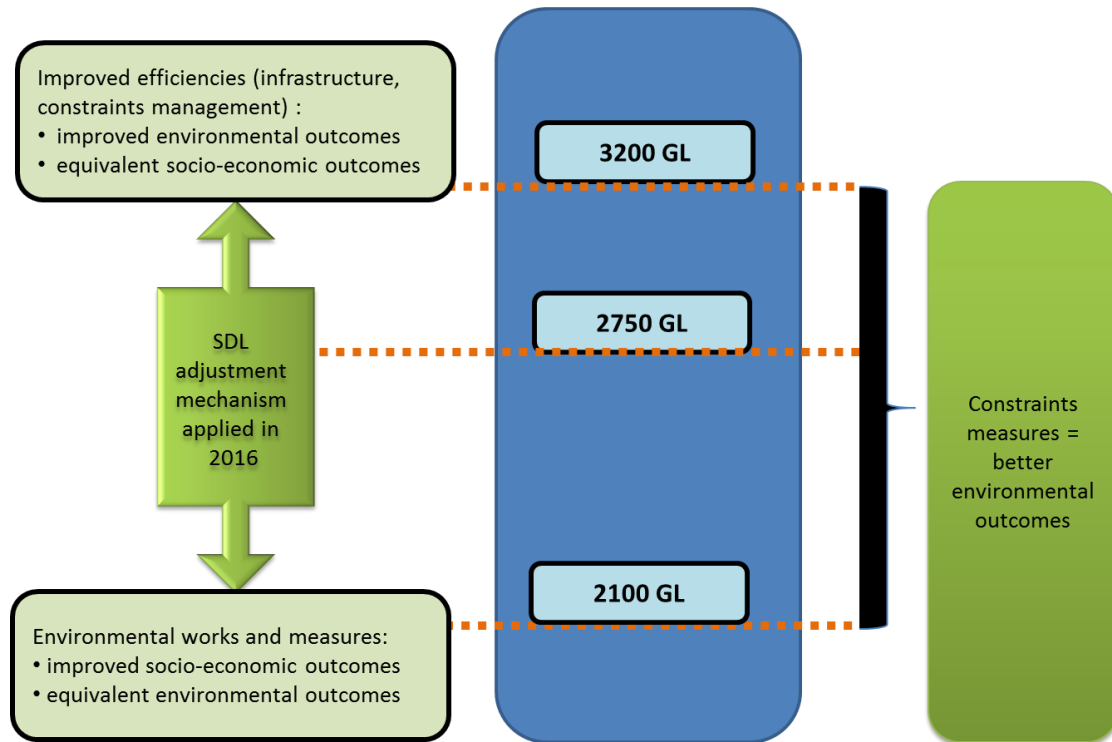 Improved efficiencies (infrastructure,
constraints management) :
• improved environmental outcomes
• equivalent socio-economic outcomes
3200 GL
2750 GL
SDL
adjustment
mechanism
applied in
2016
Constraints
measures =
better
environmental
outcomes
2100 GL
Environmental works and measures:
• improved socio-economic outcomes
• equivalent environmental outcomes